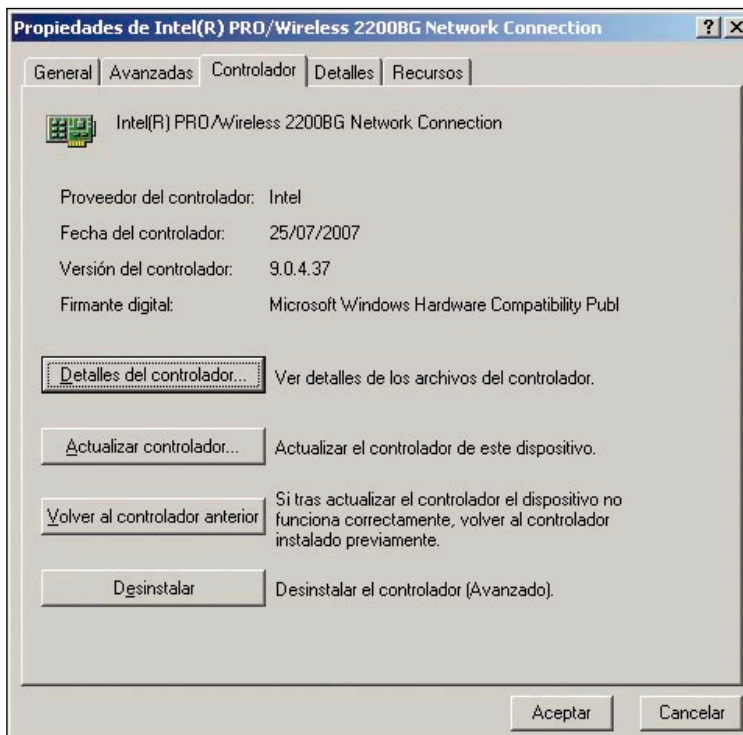 Propiedades de Intel(R) PRO/Wireless 2200BG Network Connection
General Avanzadas Controlador Detalles Recursos
Intel(R) PRO/Wireless 2200BG Network Connection
Proveedor del controlador: Intel
Fecha del controlador: 25/07/2007
Versión del controlador: 9.0.4.37
Firmante digital: Microsoft Windows Hardware Compatibility Publ
Detalles del controlador... Ver detalles de los archivos del controlador.
Actualizar controlador... Actualizar el controlador de este dispositivo.
Volver al controlador anterior Si tras actualizar el controlador el dispositivo no
funciona correctamente, volver al controlador
instalado previamente.
Desinstalar Desinstalar el controlador (Avanzado).
Aceptar Cancelar